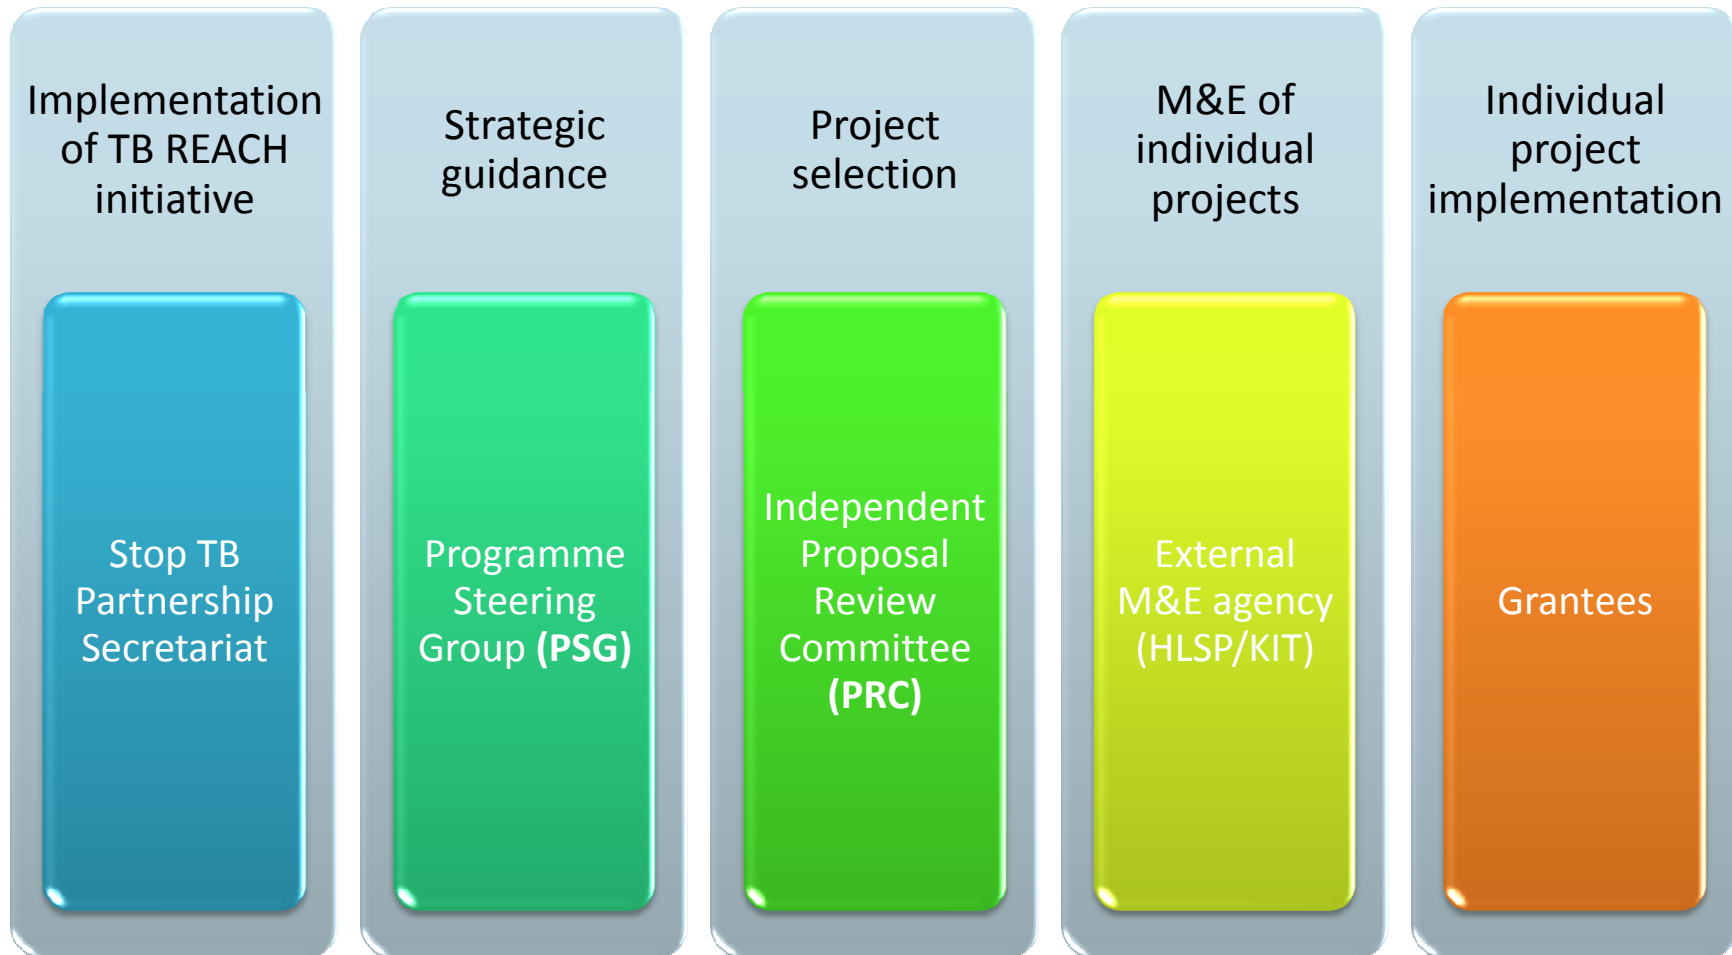 Implementation
of TB REACH
initiative
Stop TB
Partnership
Secretariat
Strategic
guidance
Programme
Steering
Group (PSG)
Project
selection
Independent
Proposal
Review
Committee
(PRC)
M&E of
individual
projects
External
M&E agency
(HLSP/KIT)
Individual
project
implementation
Grantees